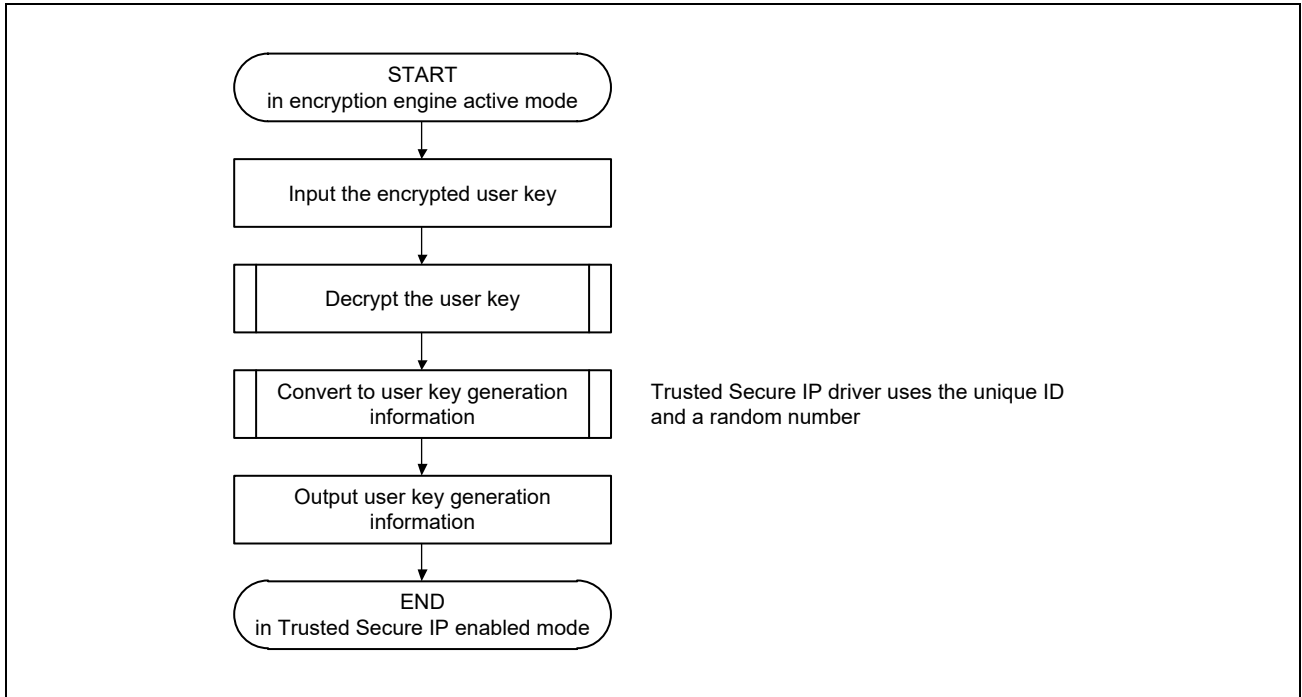 START
in encryption engine active mode
Input the encrypted user key
Decrypt the user key
Convert to user key generation
information
Trusted Secure IP driver uses the unique ID
and a random number
Output user key generation
information
END
in Trusted Secure IP enabled mode